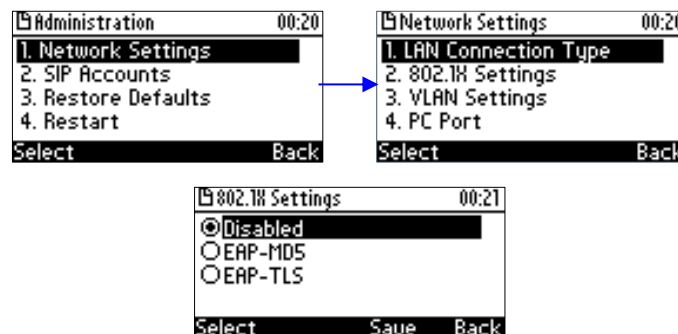 Administration 00:20
1. Network Settings
2. SIP Accounts
3. Restore Defaults
4. Restart
Select Back
Network Settings 00:20
1. LAN Connection Type
2. 802.1X Settings
3. VLAN Settings
4. PC Port
Select Back
802.1X Settings 00:21
Disabled
EAP-MD5
EAP-TLS
Select Save Back